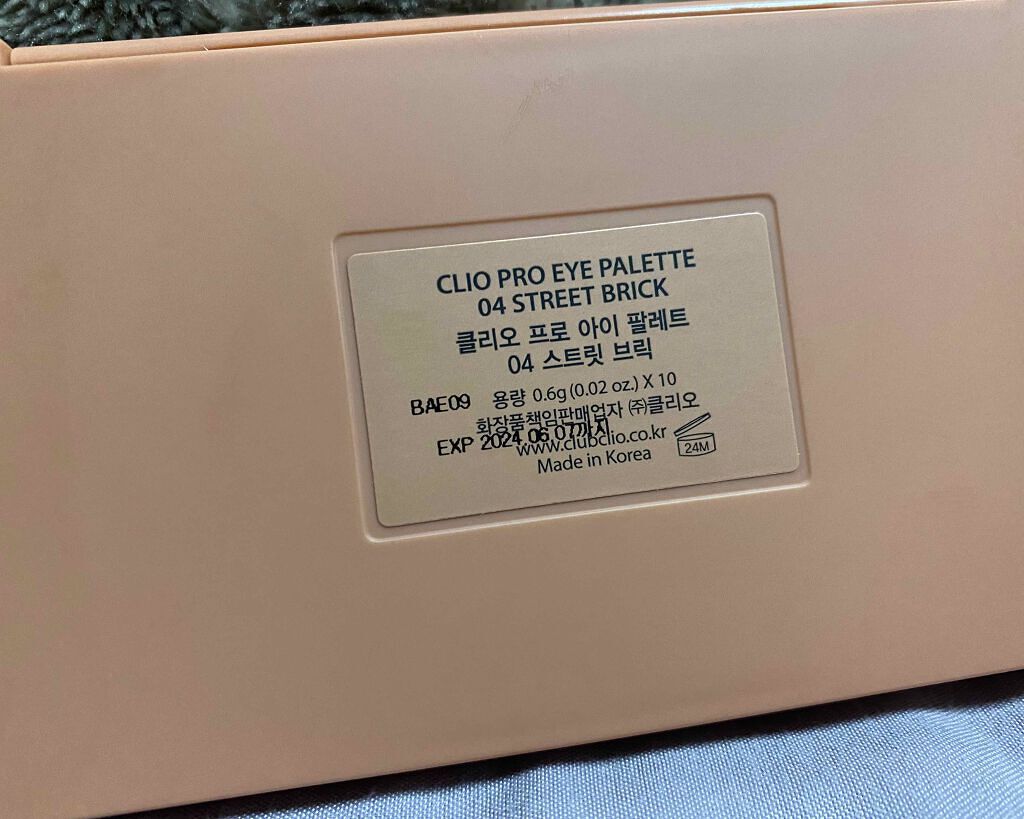 CLIO PRO EYE PALETTE
04 STREET BRICK
클리오 프로 아이 팔레트
04 스트릿 브릭
BAE09 용량 0.6g (0.02 oz.) X 10
화장품책임판매업자 ㈜클리오
EXP 2024.06.07까지
www.clubclio.co.kr
24M
Made in Korea